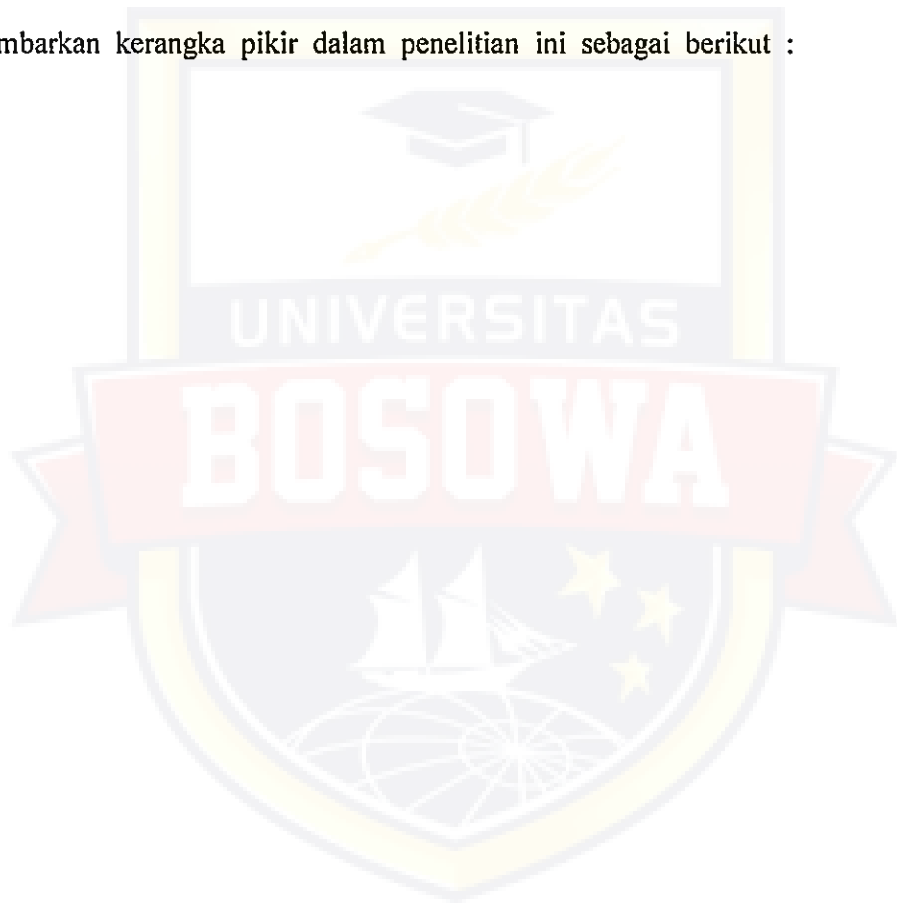 mbarkan kerangka pikir dalam penelitian ini sebagai berikut :
UNIVERSITAS
BOSOWA